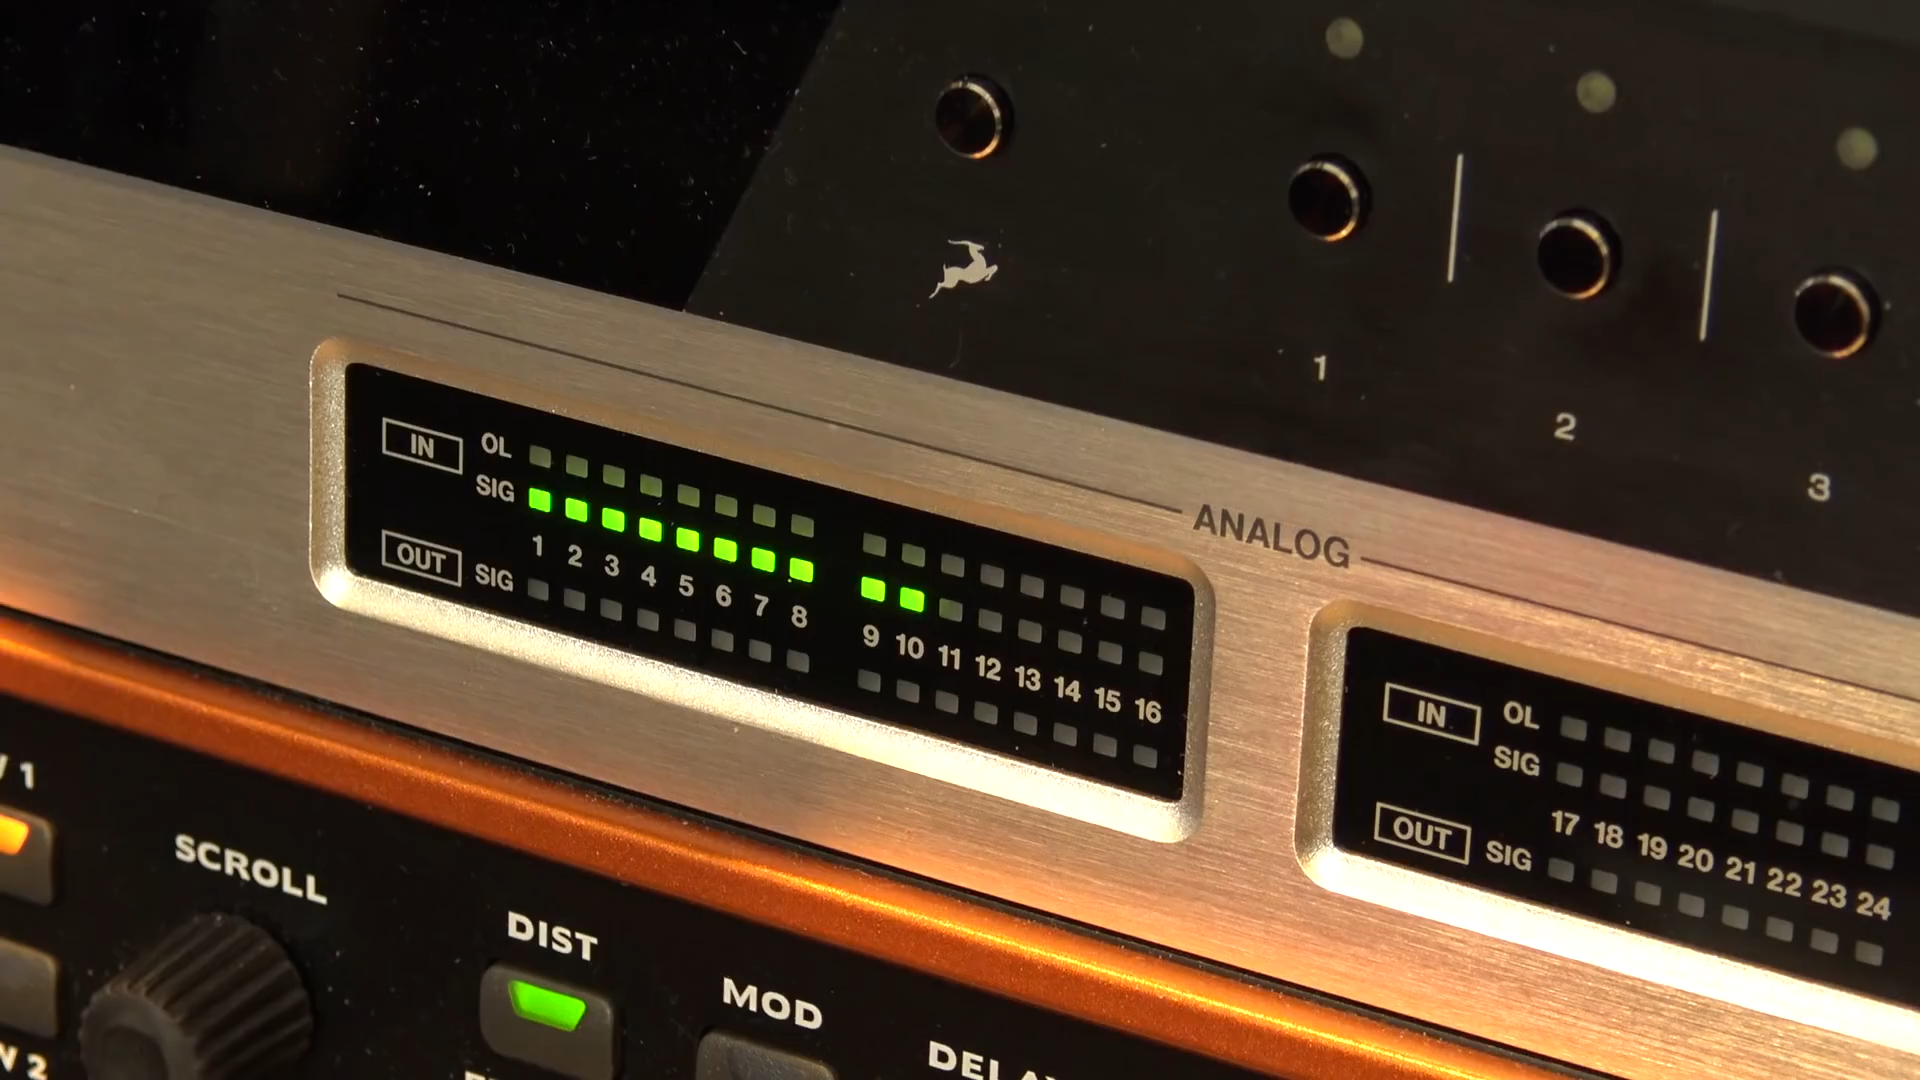 1
2
3
ANALOG
IN OL
SIG
1 2 3 4 5 6 7 8 9 10 11 12 13 14 15 16
OUT SIG
IN OL
SIG
17 18 19 20 21 22 23 24
OUT SIG
1
SCROLL
DIST
MOD
2